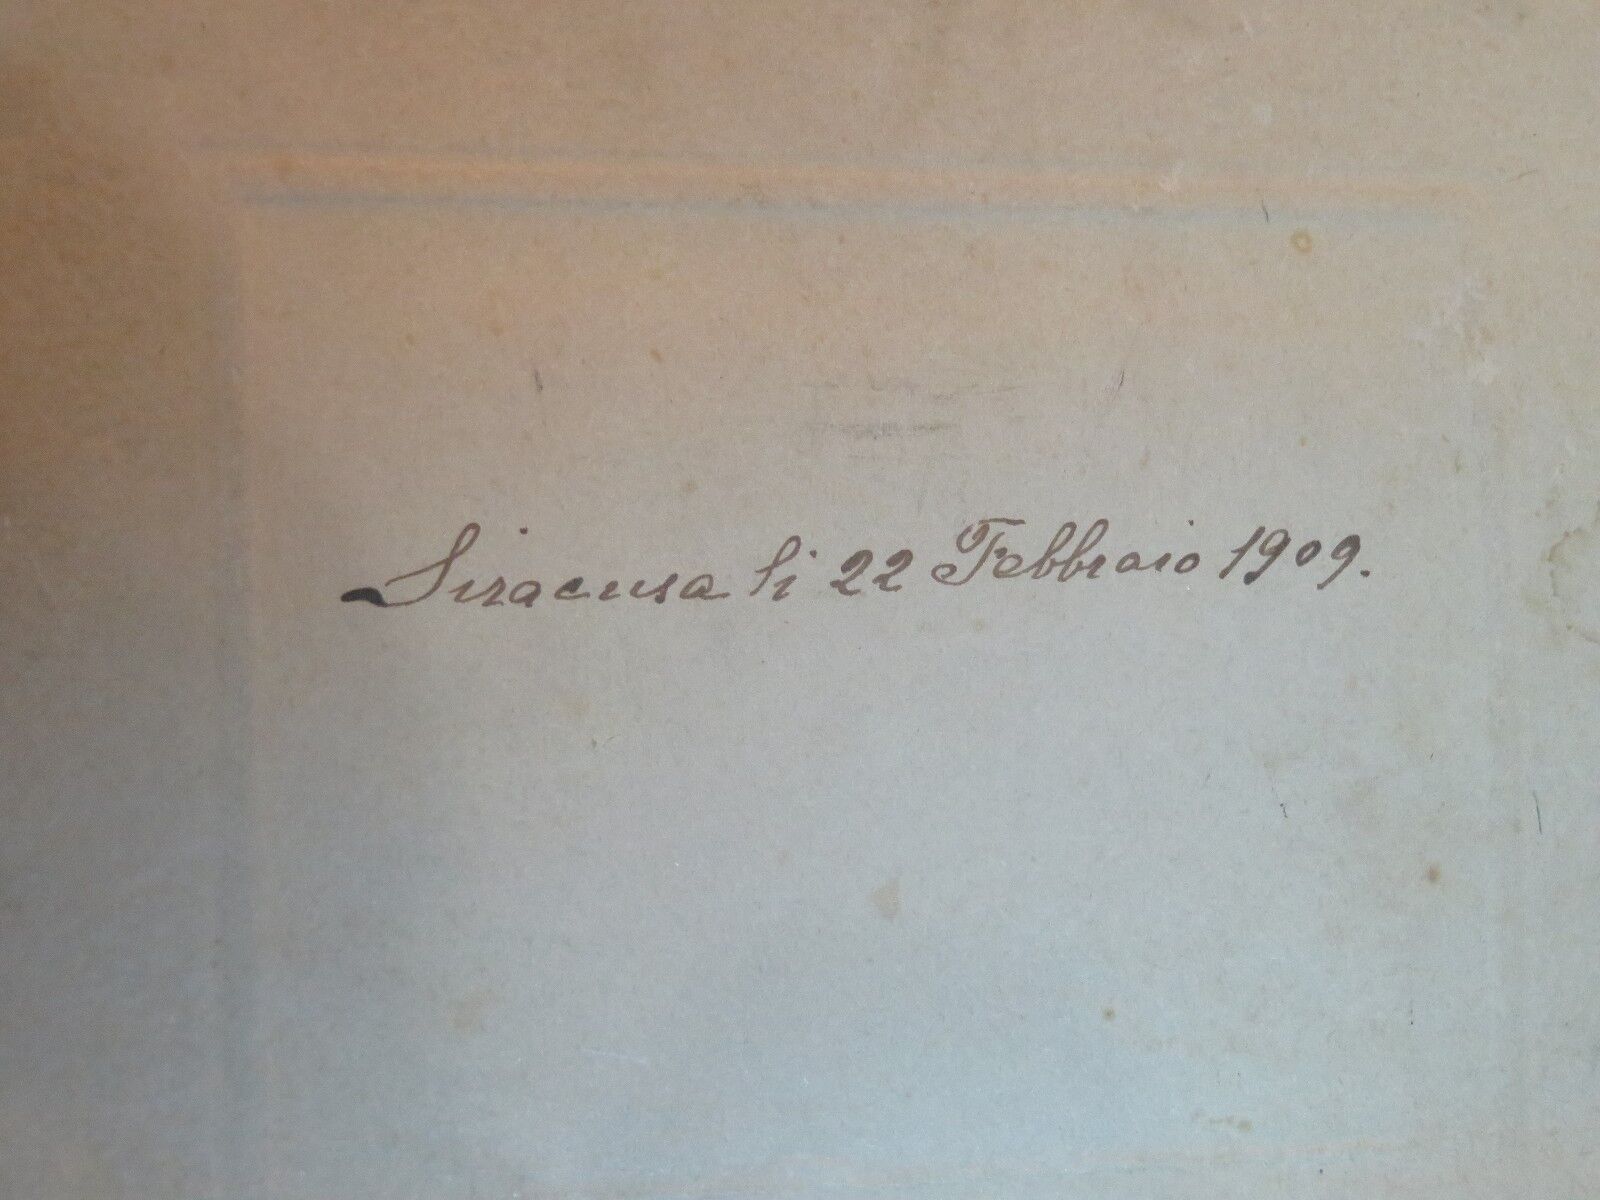 Siracusa li 22 Febbraio 1909.